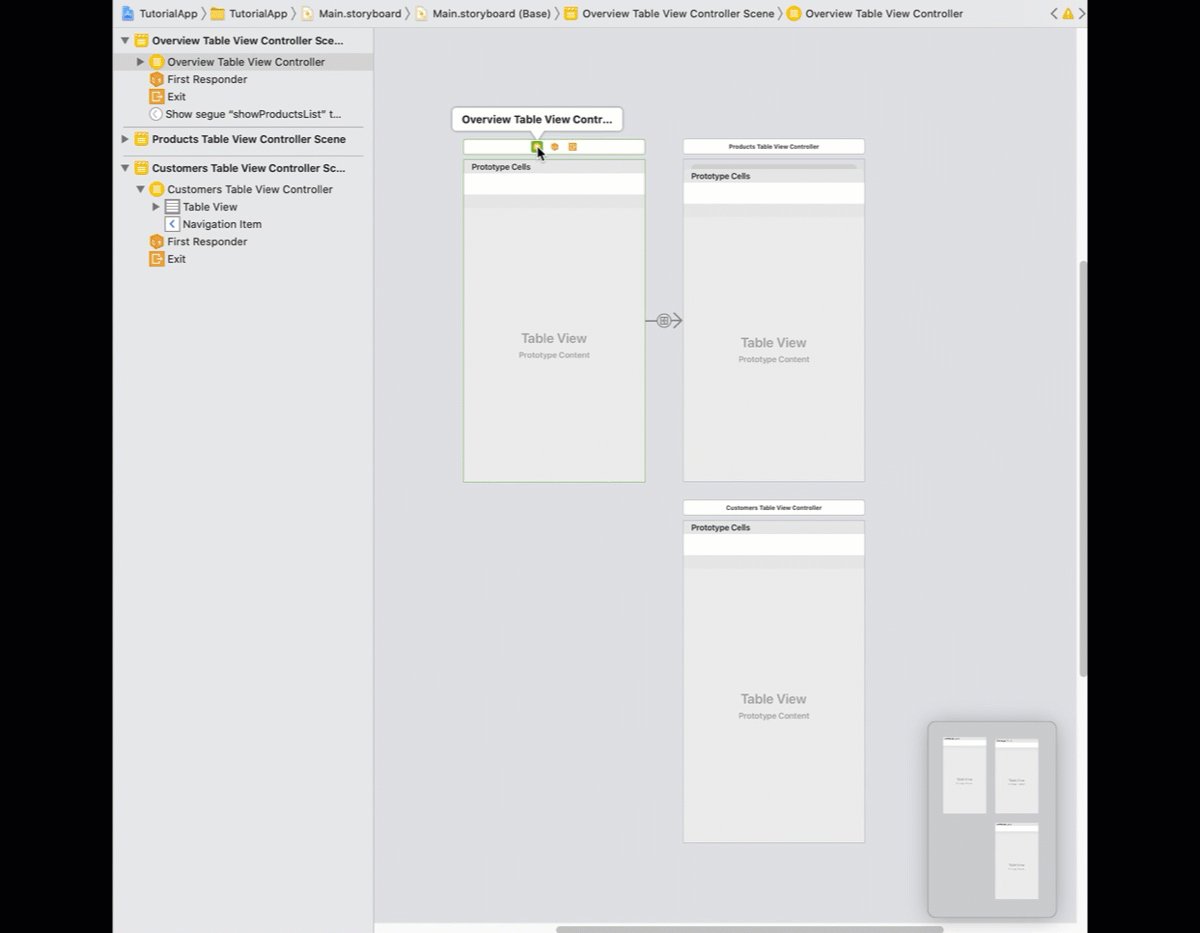 TutorialApp TutorialApp Main.storyboard Main.storyboard (Base) Overview Table View Controller Scene Overview Table View Controller
Overview Table View Controller Sce...
Overview Table View Controller
First Responder
Exit
Show segue “showProductsList” t...
Products Table View Controller Scene
Customers Table View Controller Sc...
Customers Table View Controller
Table View
Navigation Item
First Responder
Exit
Overview Table View Contr...
Prototype Cells
Table View
Prototype Content
Products Table View Controller
Prototype Cells
Table View
Prototype Content
Customers Table View Controller
Prototype Cells
Table View
Prototype Content